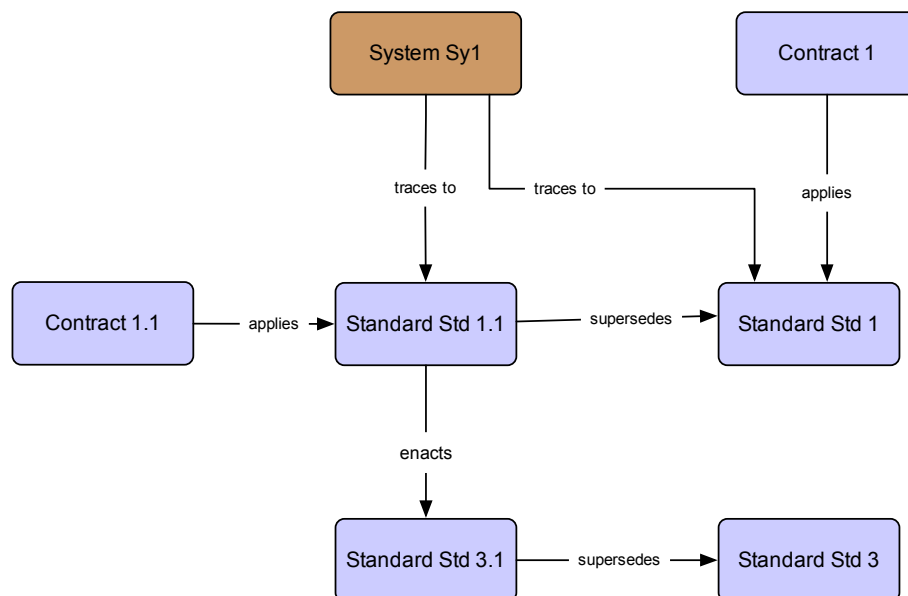 System Sy1
Contract 1
traces to
traces to
applies
Contract 1.1
applies
Standard Std 1.1
supersedes
Standard Std 1
enacts
Standard Std 3.1
supersedes
Standard Std 3